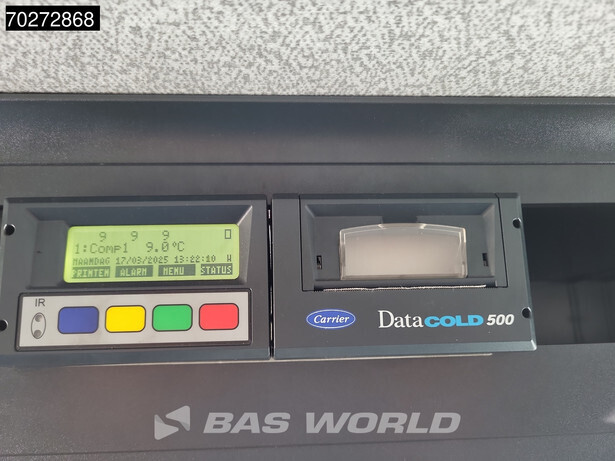 70272868
9 9 9
1:Comp1 9.0°C
MAANDAG 17/03/2025 13:22:10 W
PRINTEN ALARM MENU STATUS
IR
Carrier
DataCOLD 500
BAS WORLD